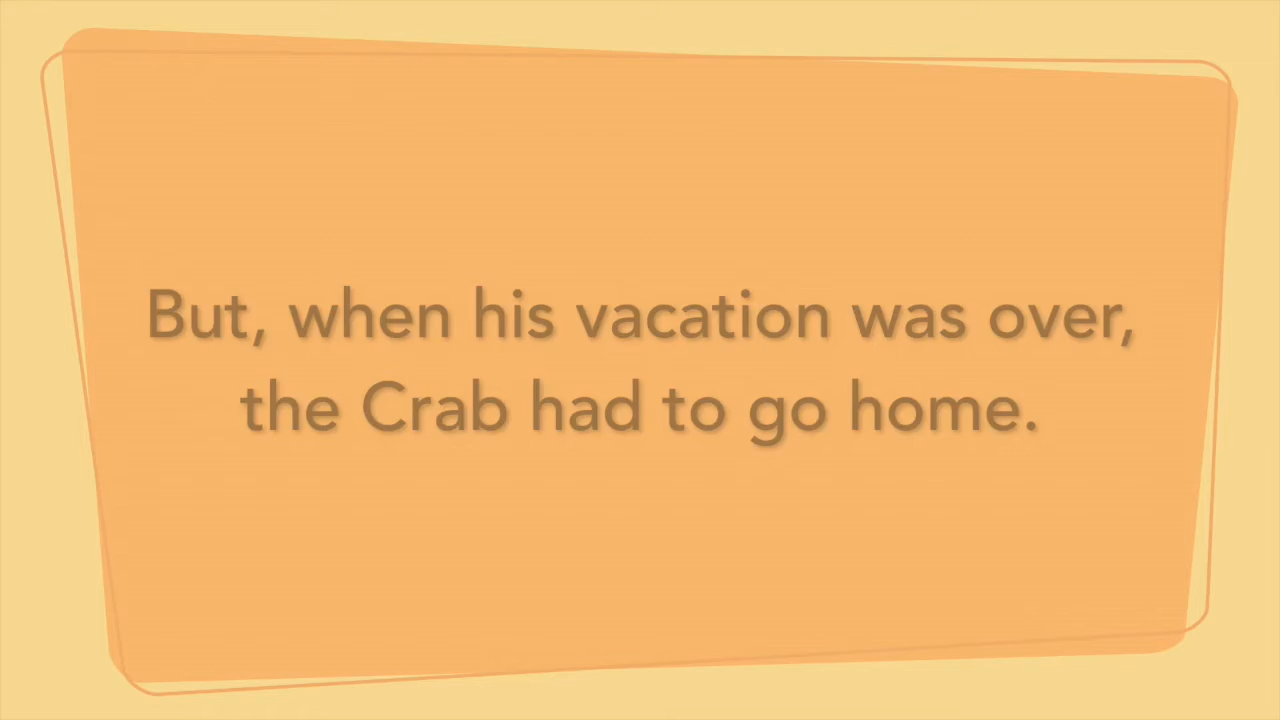 But, when his vacation was over,
the Crab had to go home.